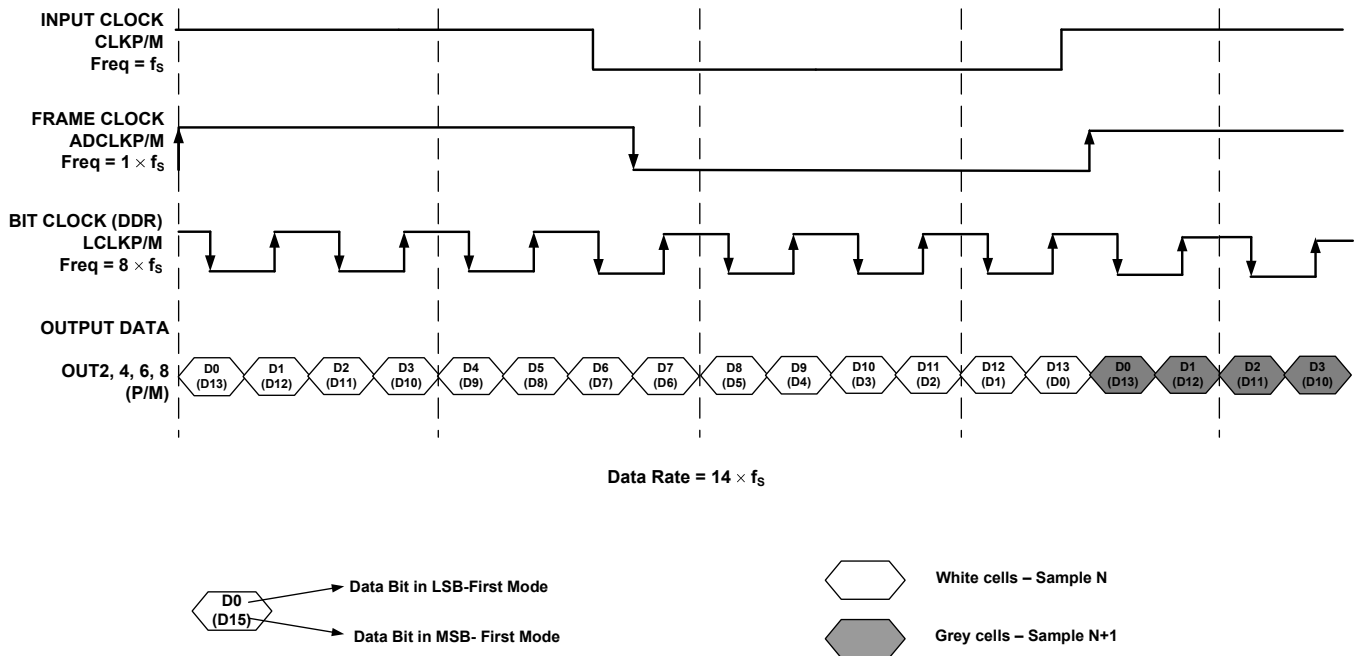 INPUT CLOCK
CLKP/M
Freq = fS
FRAME CLOCK
ADCLKP/M
Freq = 1 × fS
BIT CLOCK (DDR)
LCLKP/M
Freq = 8 × fS
OUTPUT DATA
OUT2, 4, 6, 8
(P/M)
D0 D1 D2 D3 D4 D5 D6 D7 D8 D9 D10 D11 D12 D13 D0 D1 D2 D3
(D13) (D12) (D11) (D10) (D9) (D8) (D7) (D6) (D5) (D4) (D3) (D2) (D1) (D0) (D13) (D12) (D11) (D10)
Data Rate = 14 × fS
D0
(D15)
Data Bit in LSB-First Mode
Data Bit in MSB- First Mode
White cells – Sample N
Grey cells – Sample N+1